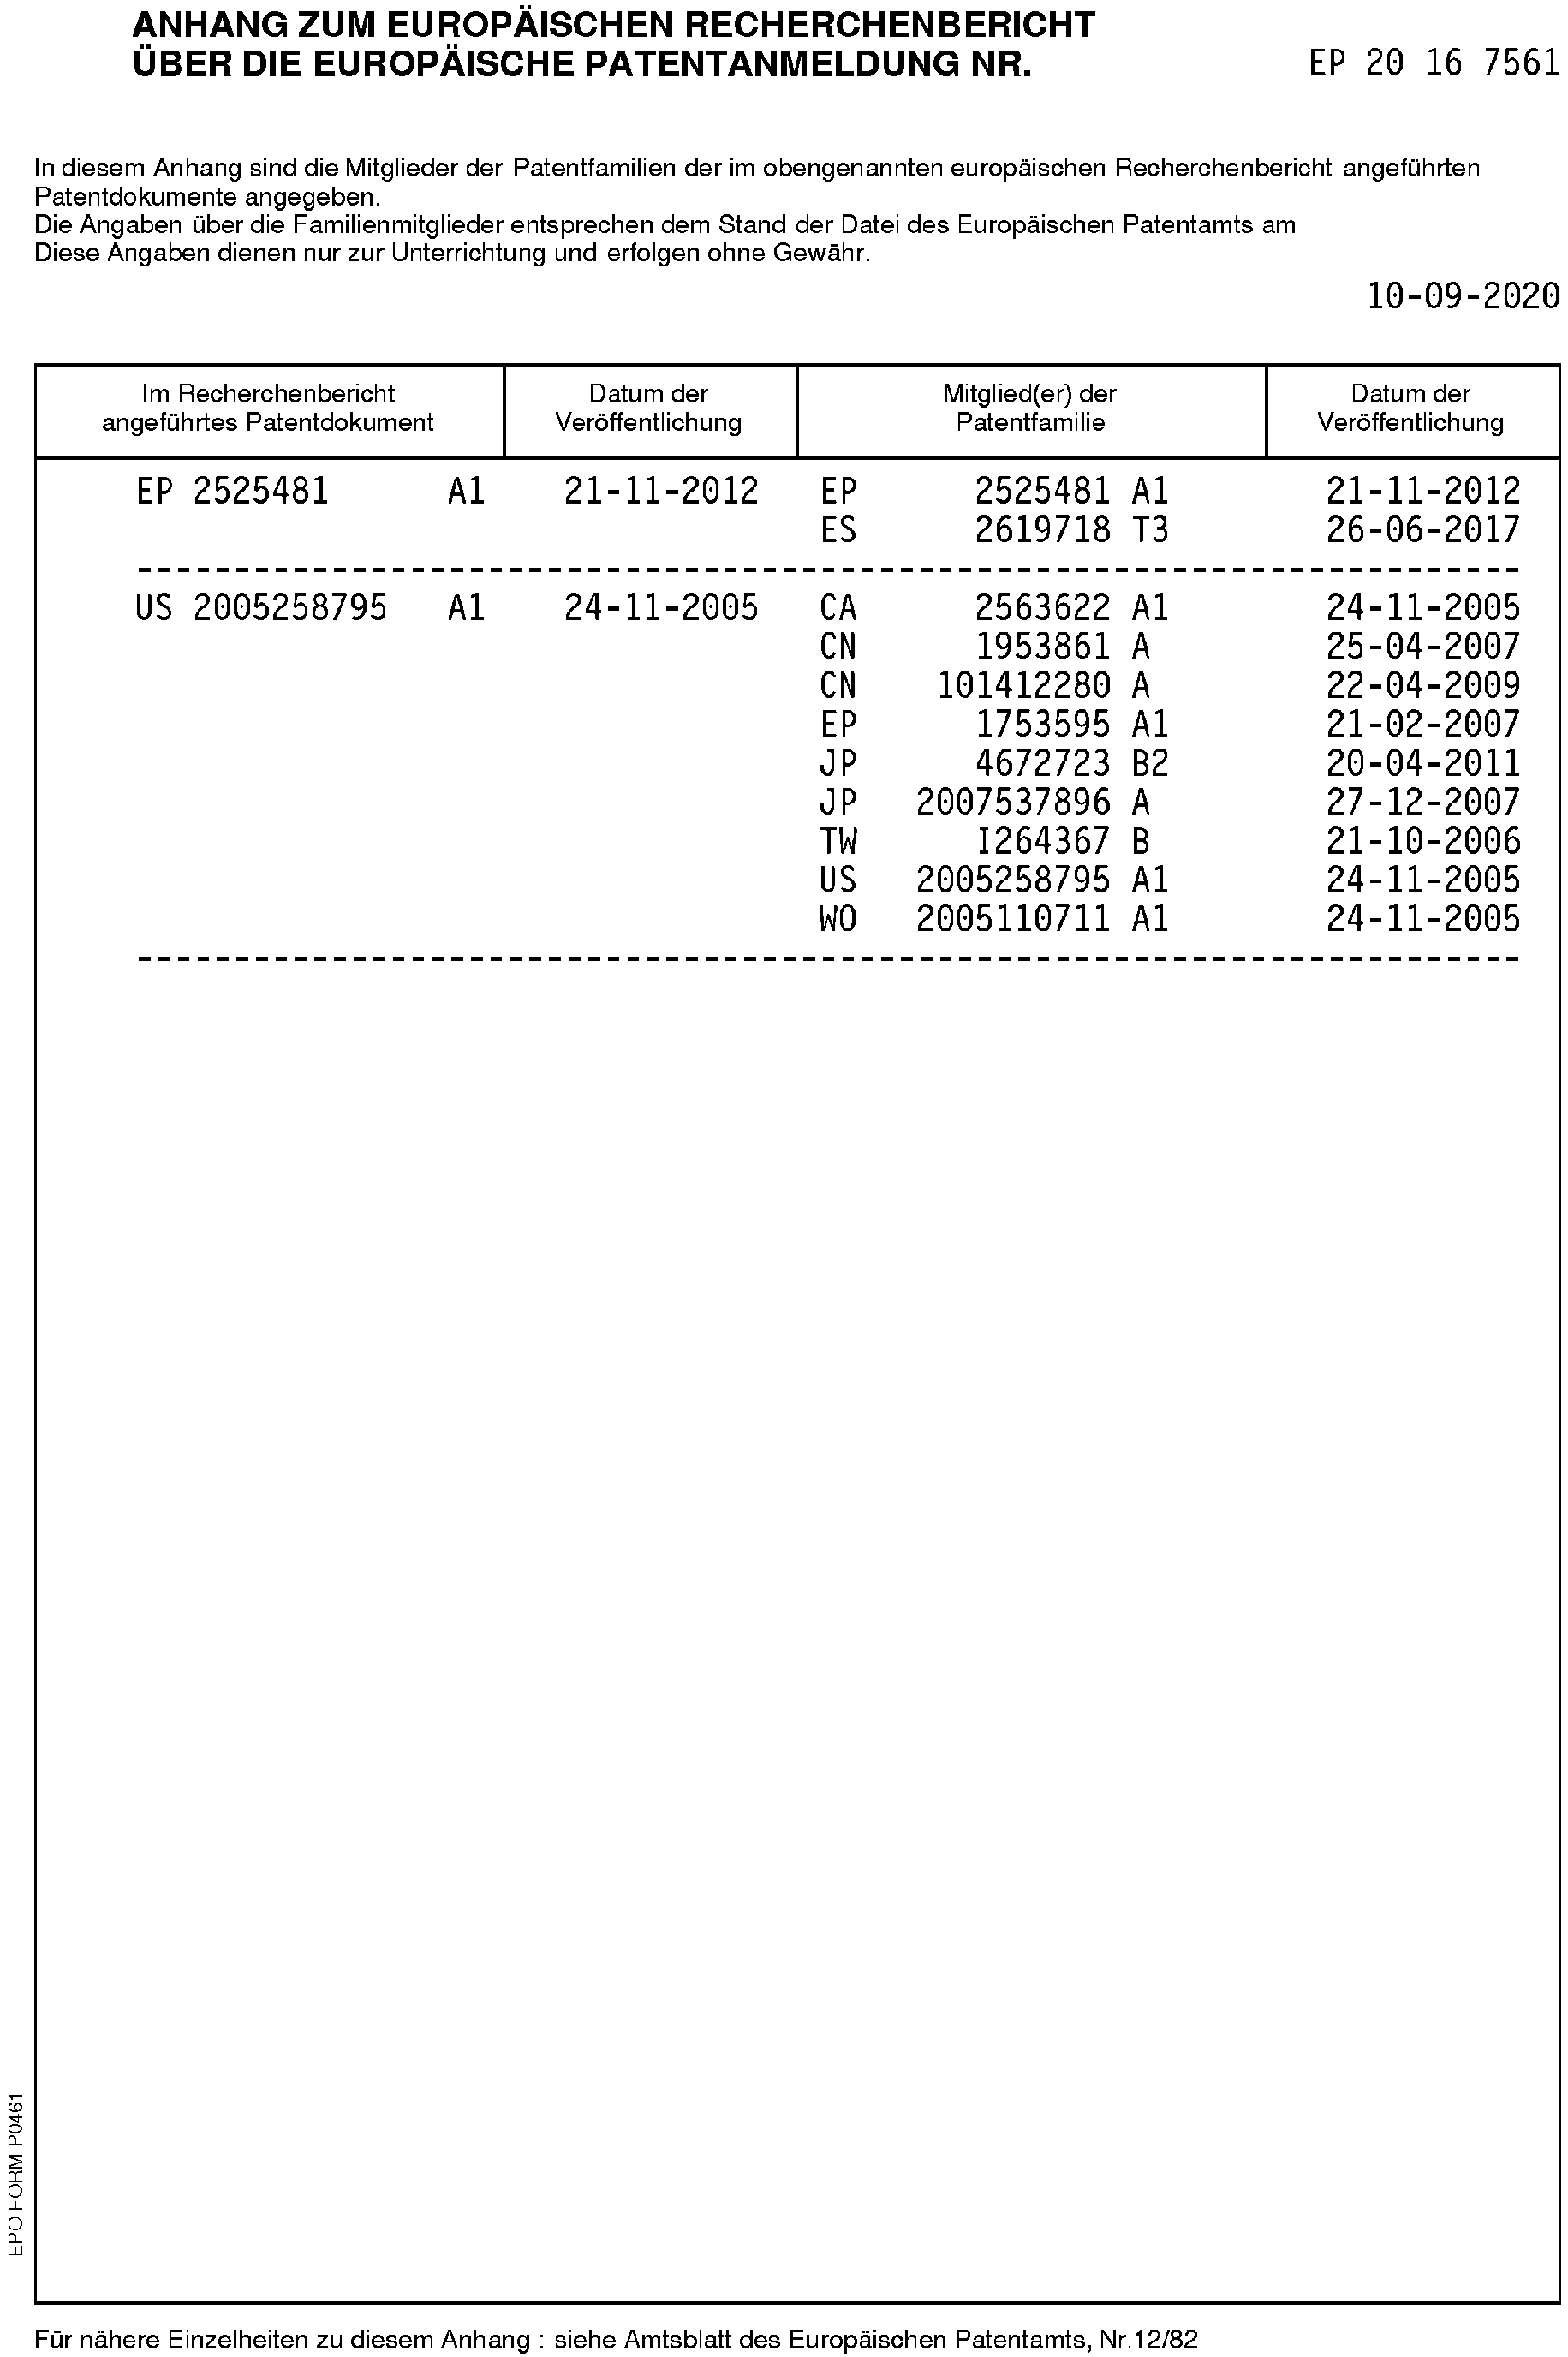 ANHANG ZUM EUROPÄISCHEN RECHERCHENBERICHT
ÜBER DIE EUROPÄISCHE PATENTANMELDUNG NR. EP 20 16 7561
In diesem Anhang sind die Mitglieder der Patentfamilien der im obengenannten europäischen Recherchenbericht angeführten
Patentdokumente angegeben.
Die Angaben über die Familienmitglieder entsprechen dem Stand der Datei des Europäischen Patentamts am
Diese Angaben dienen nur zur Unterrichtung und erfolgen ohne Gewähr.
10-09-2020
Im Recherchenbericht Datum der Mitglied(er) der Datum der
angeführtes Patentdokument Veröffentlichung Patentfamilie Veröffentlichung
EP 2525481 A1 21-11-2012 EP 2525481 A1 21-11-2012
ES 2619718 T3 26-06-2017
US 2005258795 A1 24-11-2005 CA 2563622 A1 24-11-2005
CN 1953861 A 25-04-2007
CN 101412280 A 22-04-2009
EP 1753595 A1 21-02-2007
JP 4672723 B2 20-04-2011
JP 2007537896 A 27-12-2007
TW I264367 B 21-10-2006
US 2005258795 A1 24-11-2005
WO 2005110711 A1 24-11-2005
EPO FORM P0461
Für nähere Einzelheiten zu diesem Anhang : siehe Amtsblatt des Europäischen Patentamts, Nr.12/82